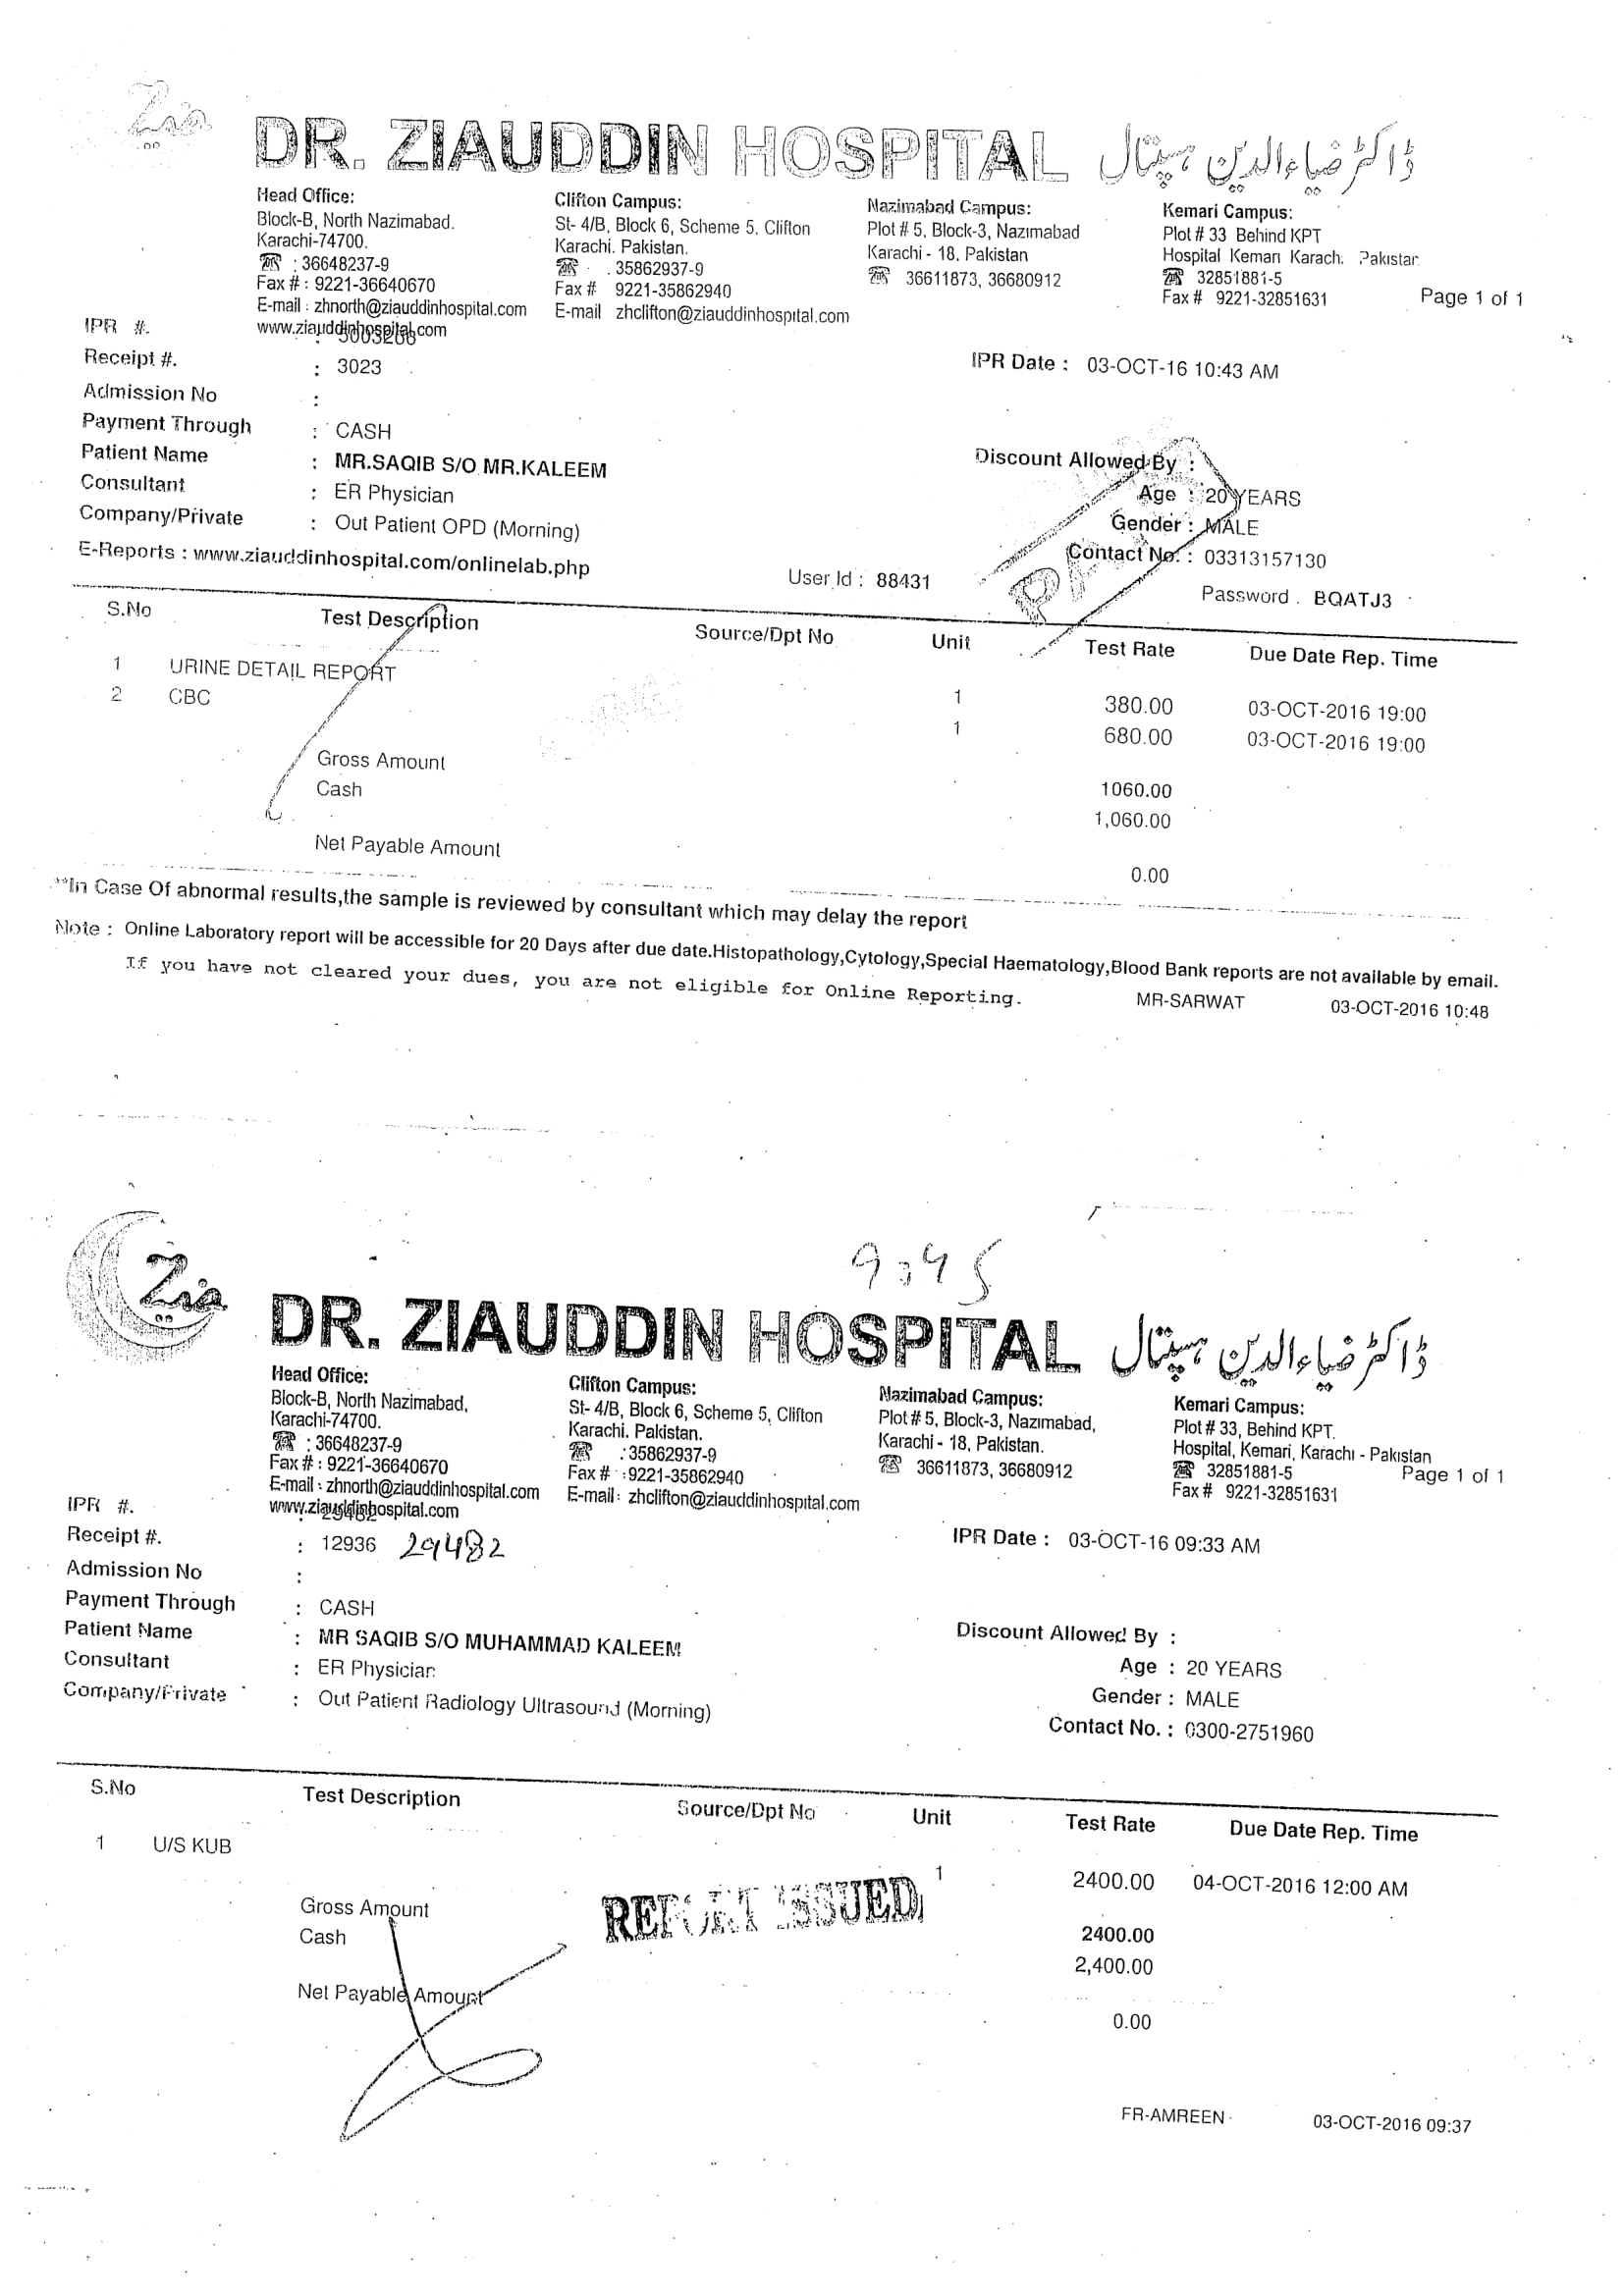 ضیاء
DR. ZIAUDDIN HOSPITAL ڈاکٹر ضیاءالدین ہسپتال
Head Office: Clifton Campus: Nazimabad Campus: Kemari Campus:
Block-B, North Nazimabad. St- 4/B, Block 6, Scheme 5. Clifton Plot # 5, Block-3, Nazimabad Plot # 33 Behind KPT
Karachi-74700. Karachi. Pakistan. Karachi - 18. Pakistan Hospital Kemari Karach. Pakistan
: 36648237-9 35862937-9 36611873, 36680912 32851881-5
Fax # : 9221-36640670 Fax # 9221-35862940 Fax # 9221-32851631 Page 1 of 1
E-mail : zhnorth@ziauddinhospital.com E-mail zhclifton@ziauddinhospital.com
www.ziauddinhospital.com
IPR #. : 3003266
Receipt #. : 3023 IPR Date : 03-OCT-16 10:43 AM
Admission No :
Payment Through : CASH
Patient Name : MR.SAQIB S/O MR.KALEEM Discount Allowed By :
Consultant : ER Physician Age : 20 YEARS
Company/Private : Out Patient OPD (Morning) Gender : MALE
Contact No. : 03313157130
E-Reports : www.ziauddinhospital.com/onlinelab.php User Id : 88431 Password . BQATJ3
S.No Test Description Source/Dpt No Unit Test Rate Due Date Rep. Time
1 URINE DETAIL REPORT 1 380.00 03-OCT-2016 19:00
2 CBC 1 680.00 03-OCT-2016 19:00
Gross Amount 1060.00
Cash 1,060.00
Net Payable Amount 0.00
**In Case Of abnormal results,the sample is reviewed by consultant which may delay the report
Note : Online Laboratory report will be accessible for 20 Days after due date.Histopathology,Cytology,Special Haematology,Blood Bank reports are not available by email.
If you have not cleared your dues, you are not eligible for Online Reporting. MR-SARWAT 03-OCT-2016 10:48
9:45
ضیاء
DR. ZIAUDDIN HOSPITAL ڈاکٹر ضیاءالدین ہسپتال
Head Office: Clifton Campus: Nazimabad Campus: Kemari Campus:
Block-B, North Nazimabad, St- 4/B, Block 6, Scheme 5, Clifton Plot # 5, Block-3, Nazimabad, Plot # 33, Behind KPT.
Karachi-74700. Karachi. Pakistan. Karachi - 18, Pakistan. Hospital, Kemari, Karachi - Pakistan
: 36648237-9 :35862937-9 36611873, 36680912 32851881-5 Page 1 of 1
Fax # : 9221-36640670 Fax # :9221-35862940 Fax # 9221-32851631
E-mail : zhnorth@ziauddinhospital.com E-mail: zhclifton@ziauddinhospital.com
www.ziauddinhospital.com
IPR #. : 29482
Receipt #. : 12936 29482 IPR Date : 03-OCT-16 09:33 AM
Admission No :
Payment Through : CASH
Patient Name : MR SAQIB S/O MUHAMMAD KALEEM Discount Allowed By :
Consultant : ER Physician Age : 20 YEARS
Company/Private : Out Patient Radiology Ultrasound (Morning) Gender : MALE
Contact No. : 0300-2751960
S.No Test Description Source/Dpt No Unit Test Rate Due Date Rep. Time
1 U/S KUB 1 2400.00 04-OCT-2016 12:00 AM
REPORT ISSUED
Gross Amount 2400.00
Cash 2,400.00
Net Payable Amount 0.00
FR-AMREEN 03-OCT-2016 09:37